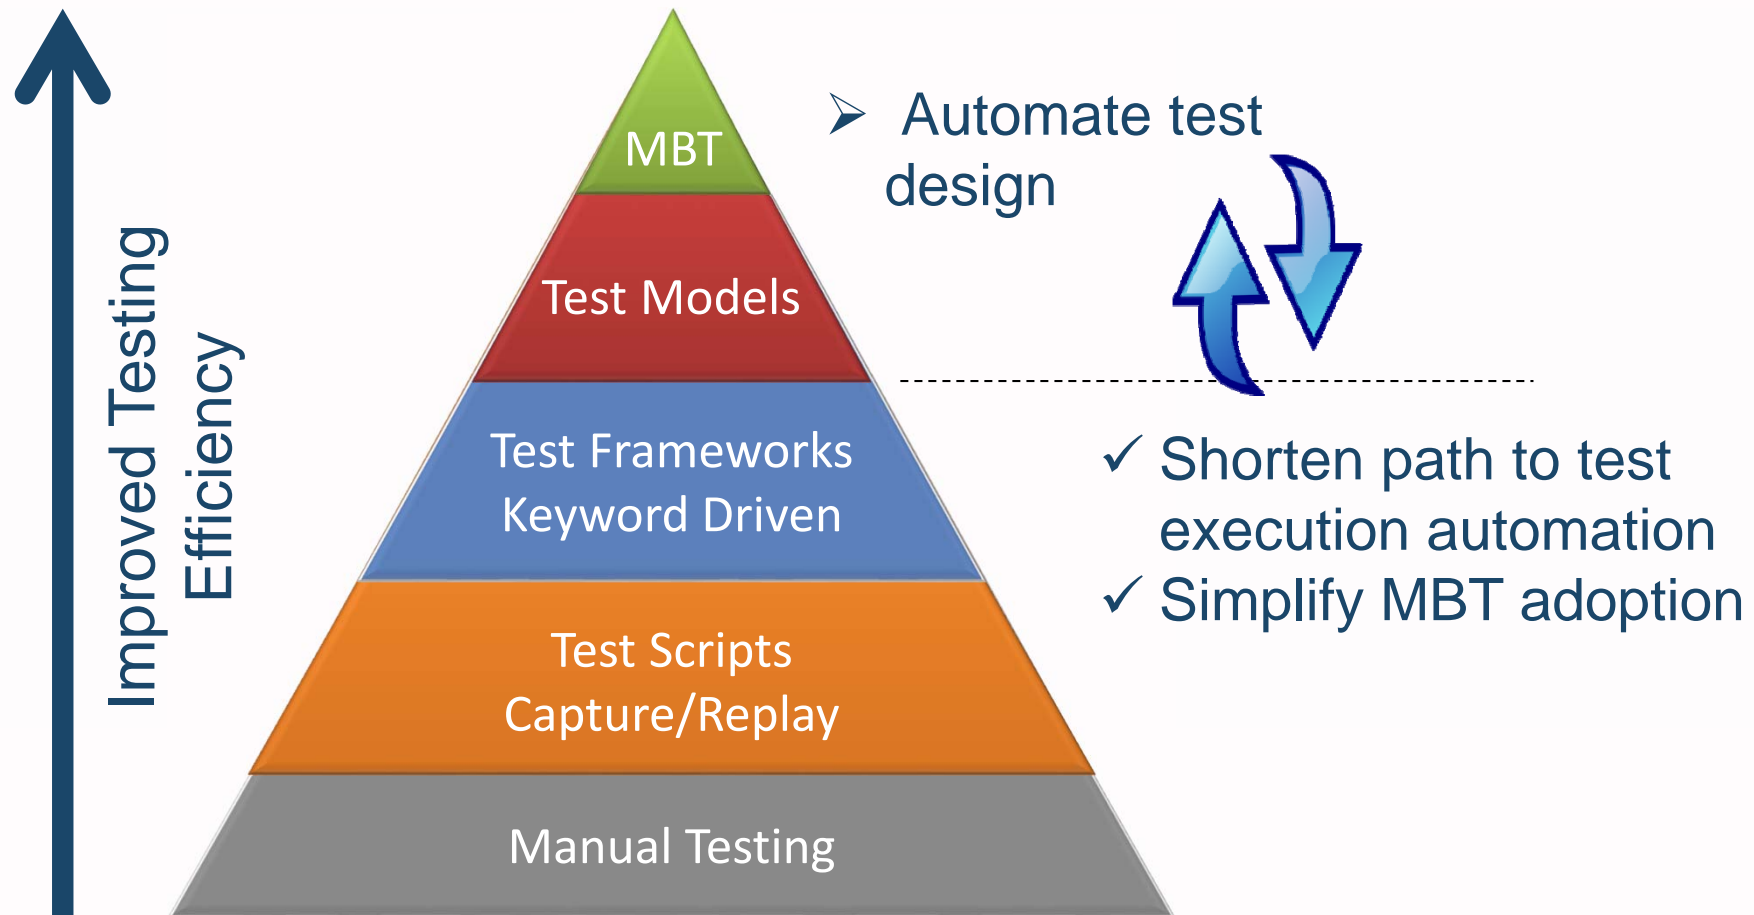 Improved Testing
Efficiency
MBT
Test Models
Test Frameworks
Keyword Driven
Test Scripts
Capture/Replay
Manual Testing
➢ Automate test
design
✓ Shorten path to test
execution automation
✓ Simplify MBT adoption